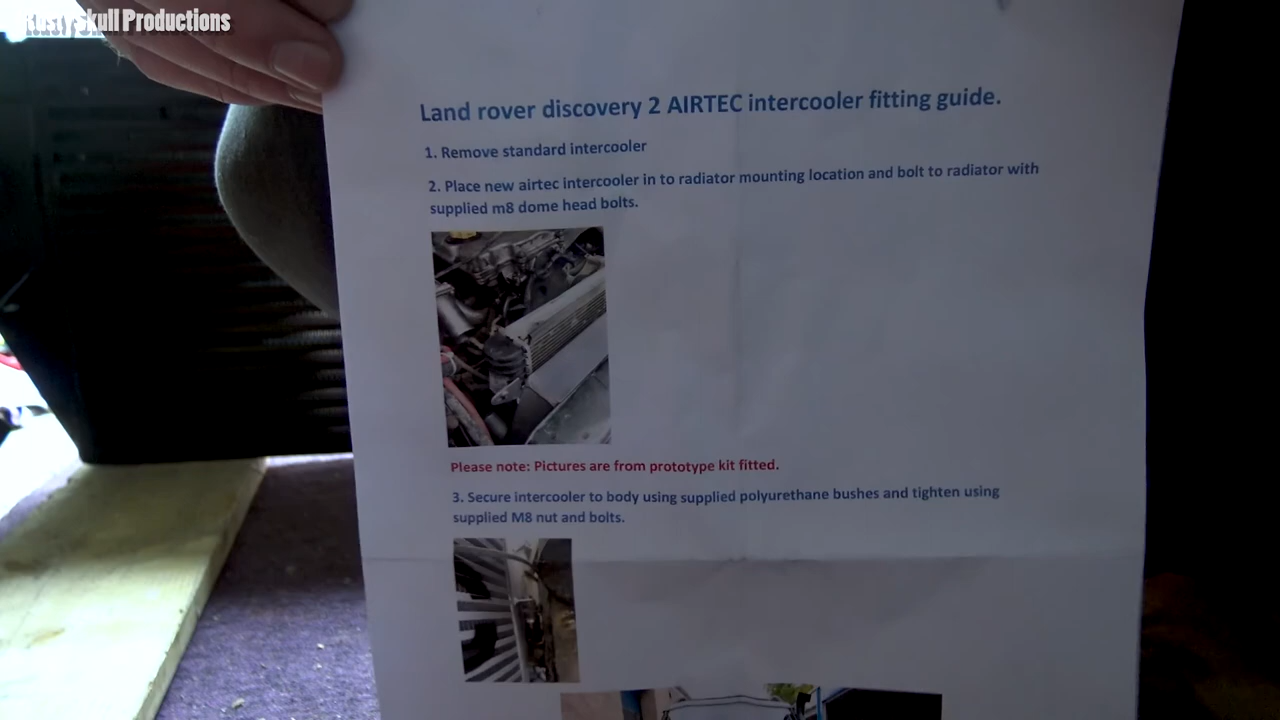 RustySkull Productions
Land rover discovery 2 AIRTEC intercooler fitting guide.
1. Remove standard intercooler
2. Place new airtec intercooler in to radiator mounting location and bolt to radiator with
supplied m8 dome head bolts.
Please note: Pictures are from prototype kit fitted.
3. Secure intercooler to body using supplied polyurethane bushes and tighten using
supplied M8 nut and bolts.